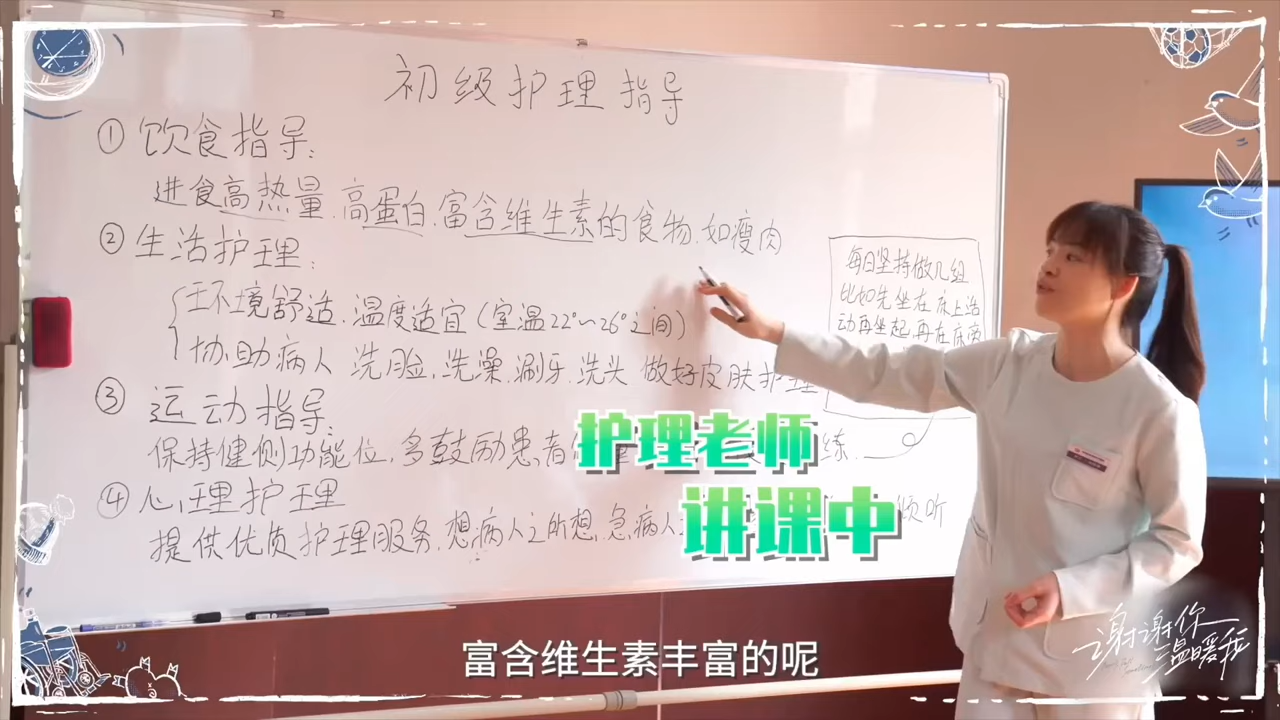 初级护理指导
① 饮食指导:
进食高热量.高蛋白.富含维生素的食物.如瘦肉
② 生活护理:
环境舒适.温度适宜(室温22°~26°之间)
协助病人 洗脸.洗澡.涮牙.洗头 做好皮肤护理
③ 运动指导:
保持健侧功能位,多鼓励患者
练.
④ 心理护理
提供优质护理服务.想病人之所想.急病人
倾听
每日坚持做几组
比如先坐在床上活
动再坐起.再在床旁
护理老师
讲课中
富含维生素丰富的呢
谢谢你
温暖我